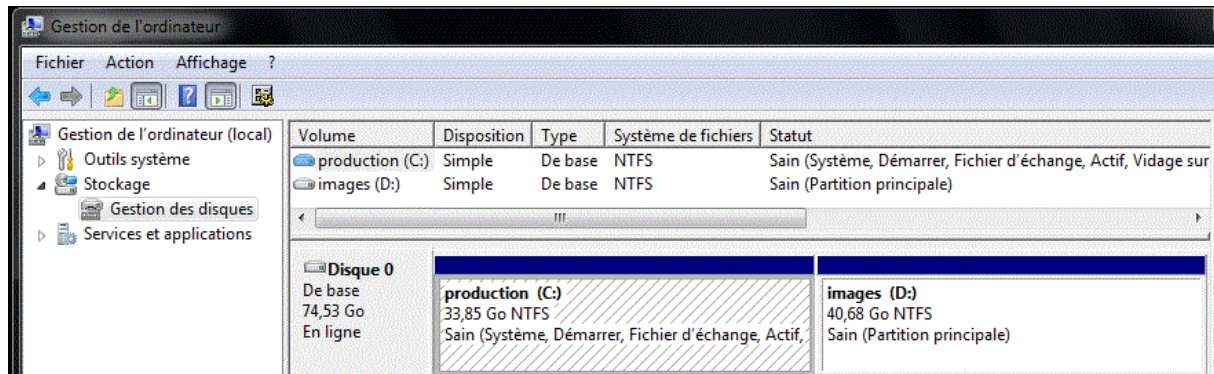 Gestion de l'ordinateur
Fichier Action Affichage ?
Gestion de l'ordinateur (local)
Outils système
Stockage
Gestion des disques
Services et applications
Volume Disposition Type Système de fichiers Statut
production (C:) Simple De base NTFS Sain (Système, Démarrer, Fichier d'échange, Actif, Vidage sur
images (D:) Simple De base NTFS Sain (Partition principale)
Disque 0
De base
74,53 Go
En ligne
production (C:)
33,85 Go NTFS
Sain (Système, Démarrer, Fichier d'échange, Actif,
images (D:)
40,68 Go NTFS
Sain (Partition principale)